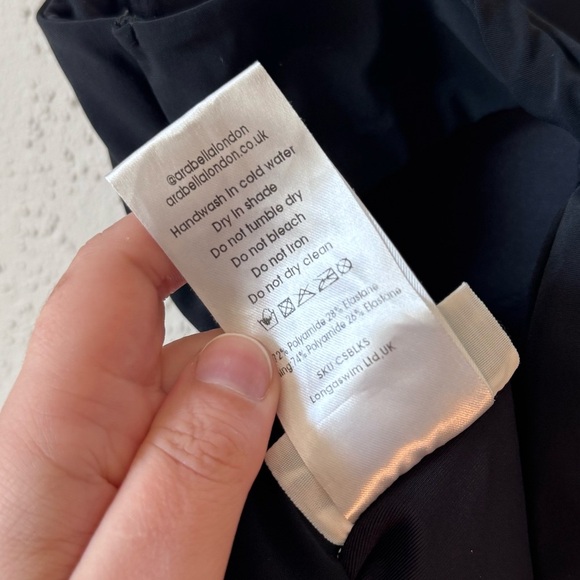 @arabellalondon
arabellalondon.co.uk
Handwash in cold water
Dry in shade
Do not tumble dry
Do not bleach
Do not iron
Do not dry clean
72% Polyamide 28% Elastane
74% Polyamide 26% Elastane
SKU CSBLKS
Longaswim Ltd,UK